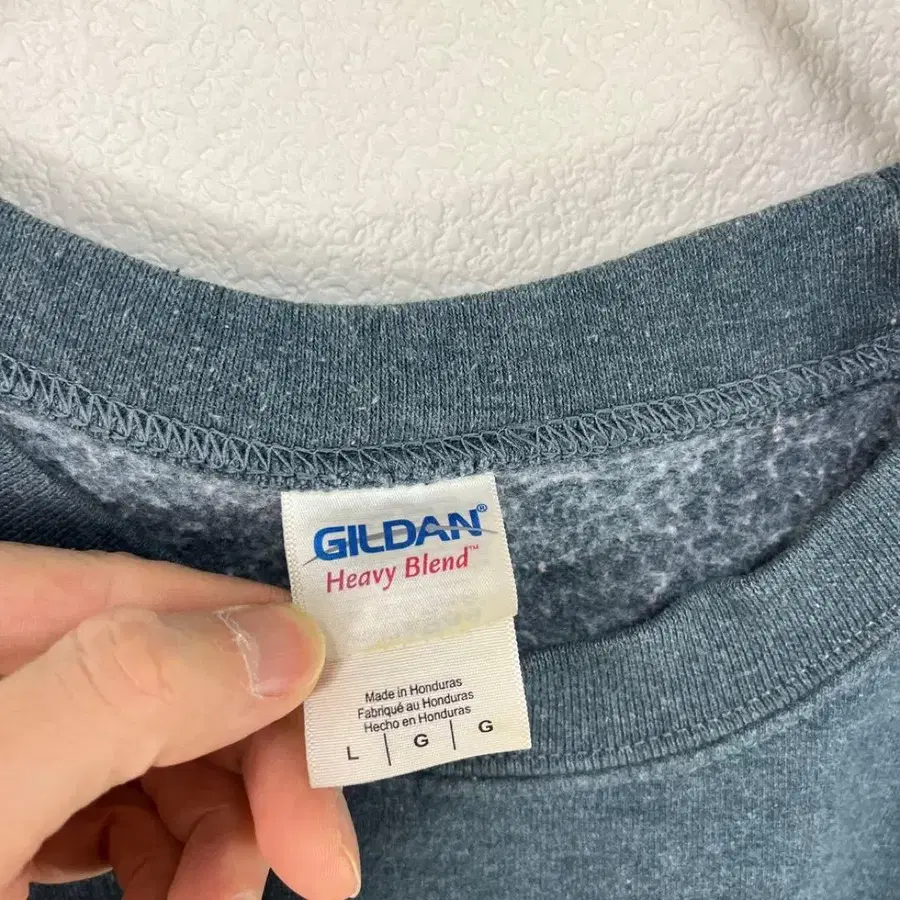 GILDAN®
Heavy Blend™
Made in Honduras
Fabriqué au Honduras
Hecho en Honduras
L | G | G